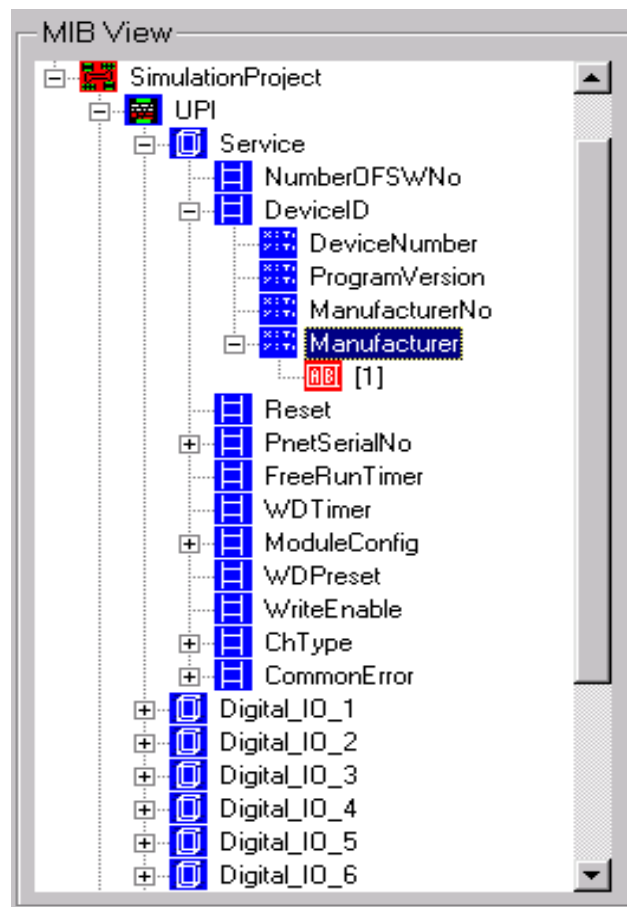 MIB View
SimulationProject
UPI
Service
NumberOFSWNo
DeviceID
DeviceNumber
ProgramVersion
ManufacturerNo
Manufacturer
[1]
Reset
PnetSerialNo
FreeRunTimer
WDTimer
ModuleConfig
WDPreset
WriteEnable
ChType
CommonError
Digital_IO_1
Digital_IO_2
Digital_IO_3
Digital_IO_4
Digital_IO_5
Digital_IO_6